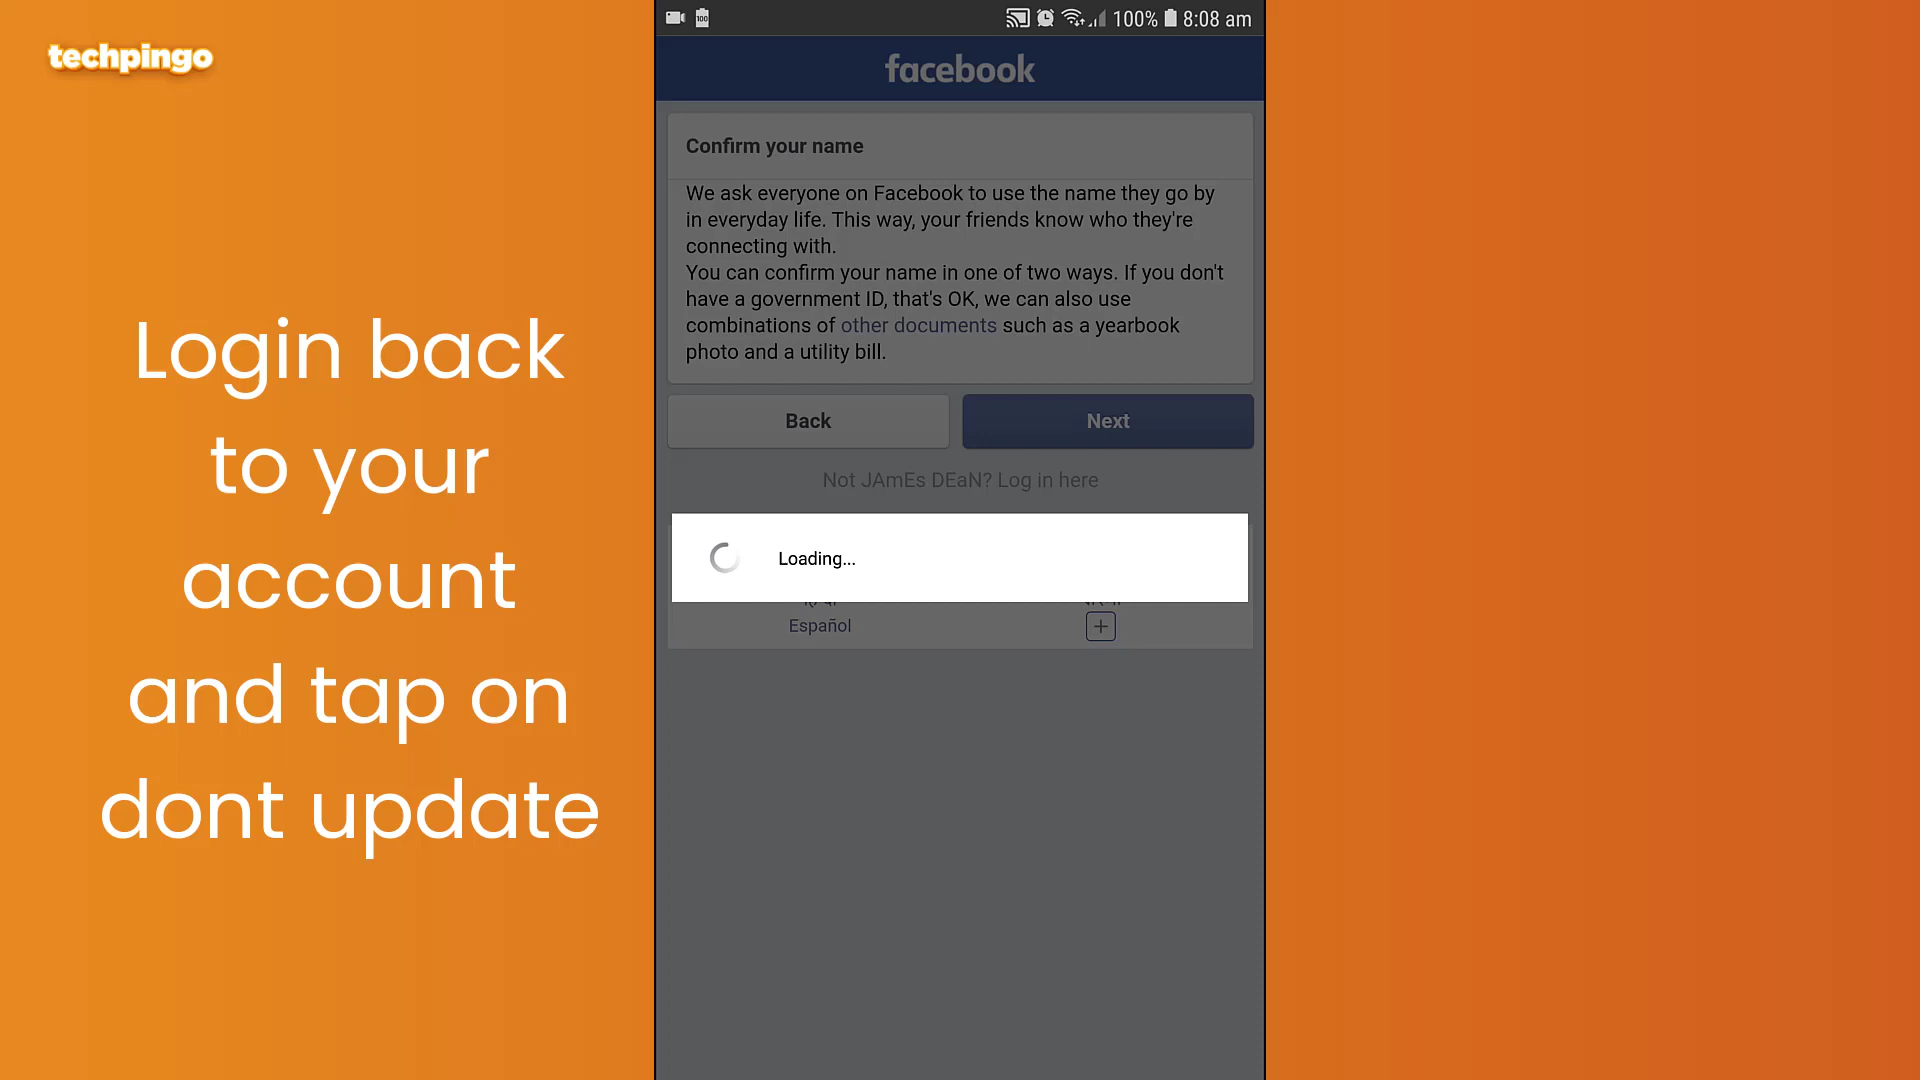 techpingo
100% 8:08 am
facebook
Confirm your name
We ask everyone on Facebook to use the name they go by
in everyday life. This way, your friends know who they're
connecting with.
You can confirm your name in one of two ways. If you don't
have a government ID, that's OK, we can also use
combinations of other documents such as a yearbook
photo and a utility bill.
Back
Next
Not JAmEs DEaN? Log in here
Loading...
Español
Login back
to your
account
and tap on
dont update